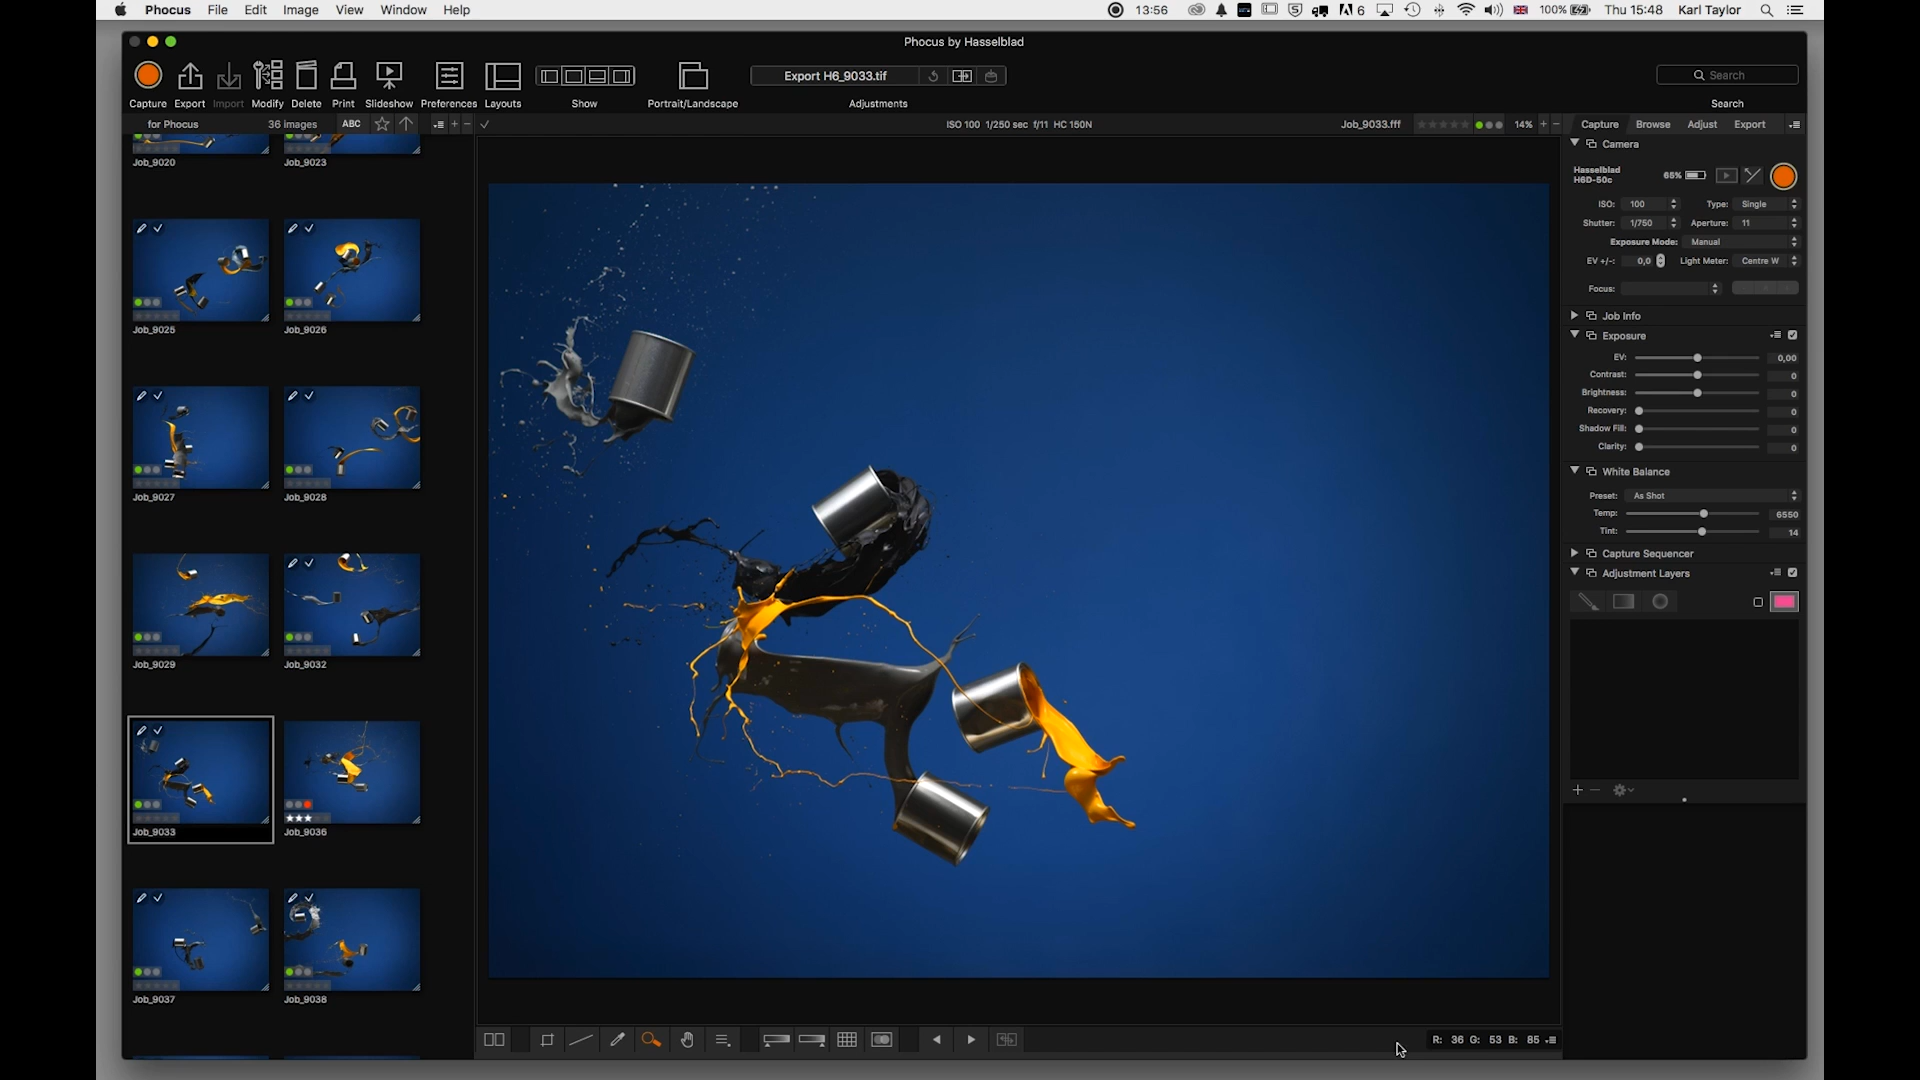 Phocus File Edit Image View Window Help 13:56 6 100% Thu 15:48 Karl Taylor
Phocus by Hasselblad
Export H6_9033.tif
Search
Capture Export Import Modify Delete Print Slideshow Preferences Layouts Show Portrait/Landscape Adjustments Search
for Phocus 36 images ABC
ISO 100 1/250 sec f/11 HC 150N
Job_9033.fff 14%
Capture Browse Adjust Export
Job_9020 Job_9023
Job_9025 Job_9026
Job_9027 Job_9028
Job_9029 Job_9032
Job_9033 Job_9036
Job_9037 Job_9038
Camera
Hasselblad
H6D-50c
65%
ISO: 100 Type: Single
Shutter: 1/750 Aperture: 11
Exposure Mode: Manual
EV +/-: 0,0 Light Meter: Centre W
Focus:
Job Info
Exposure
EV: 0,00
Contrast: 0
Brightness: 0
Recovery: 0
Shadow Fill: 0
Clarity: 0
White Balance
Preset: As Shot
Temp: 6550
Tint: 14
Capture Sequencer
Adjustment Layers
R: 36 G: 53 B: 85